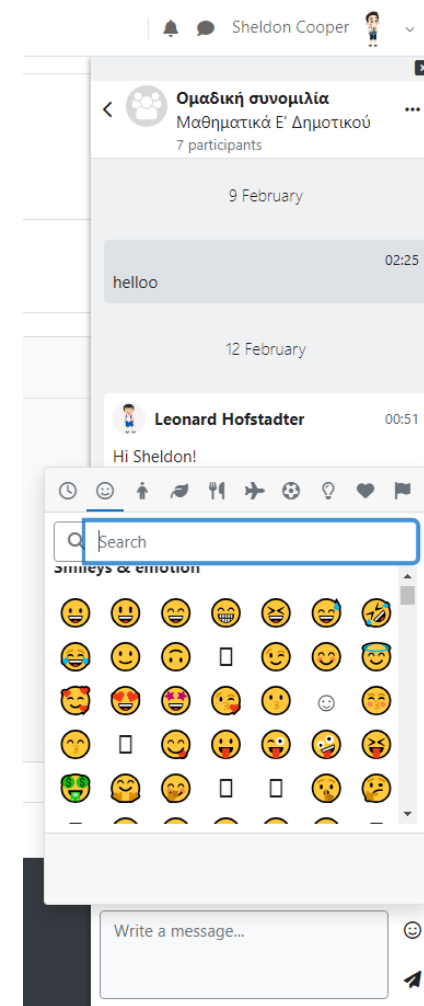 Sheldon Cooper
Ομαδική συνομιλία
Μαθηματικά Ε' Δημοτικού
7 participants
9 February
02:25
helloo
12 February
Leonard Hofstadter 00:51
Hi Sheldon!
Search
Smileys & emotion
Write a message...